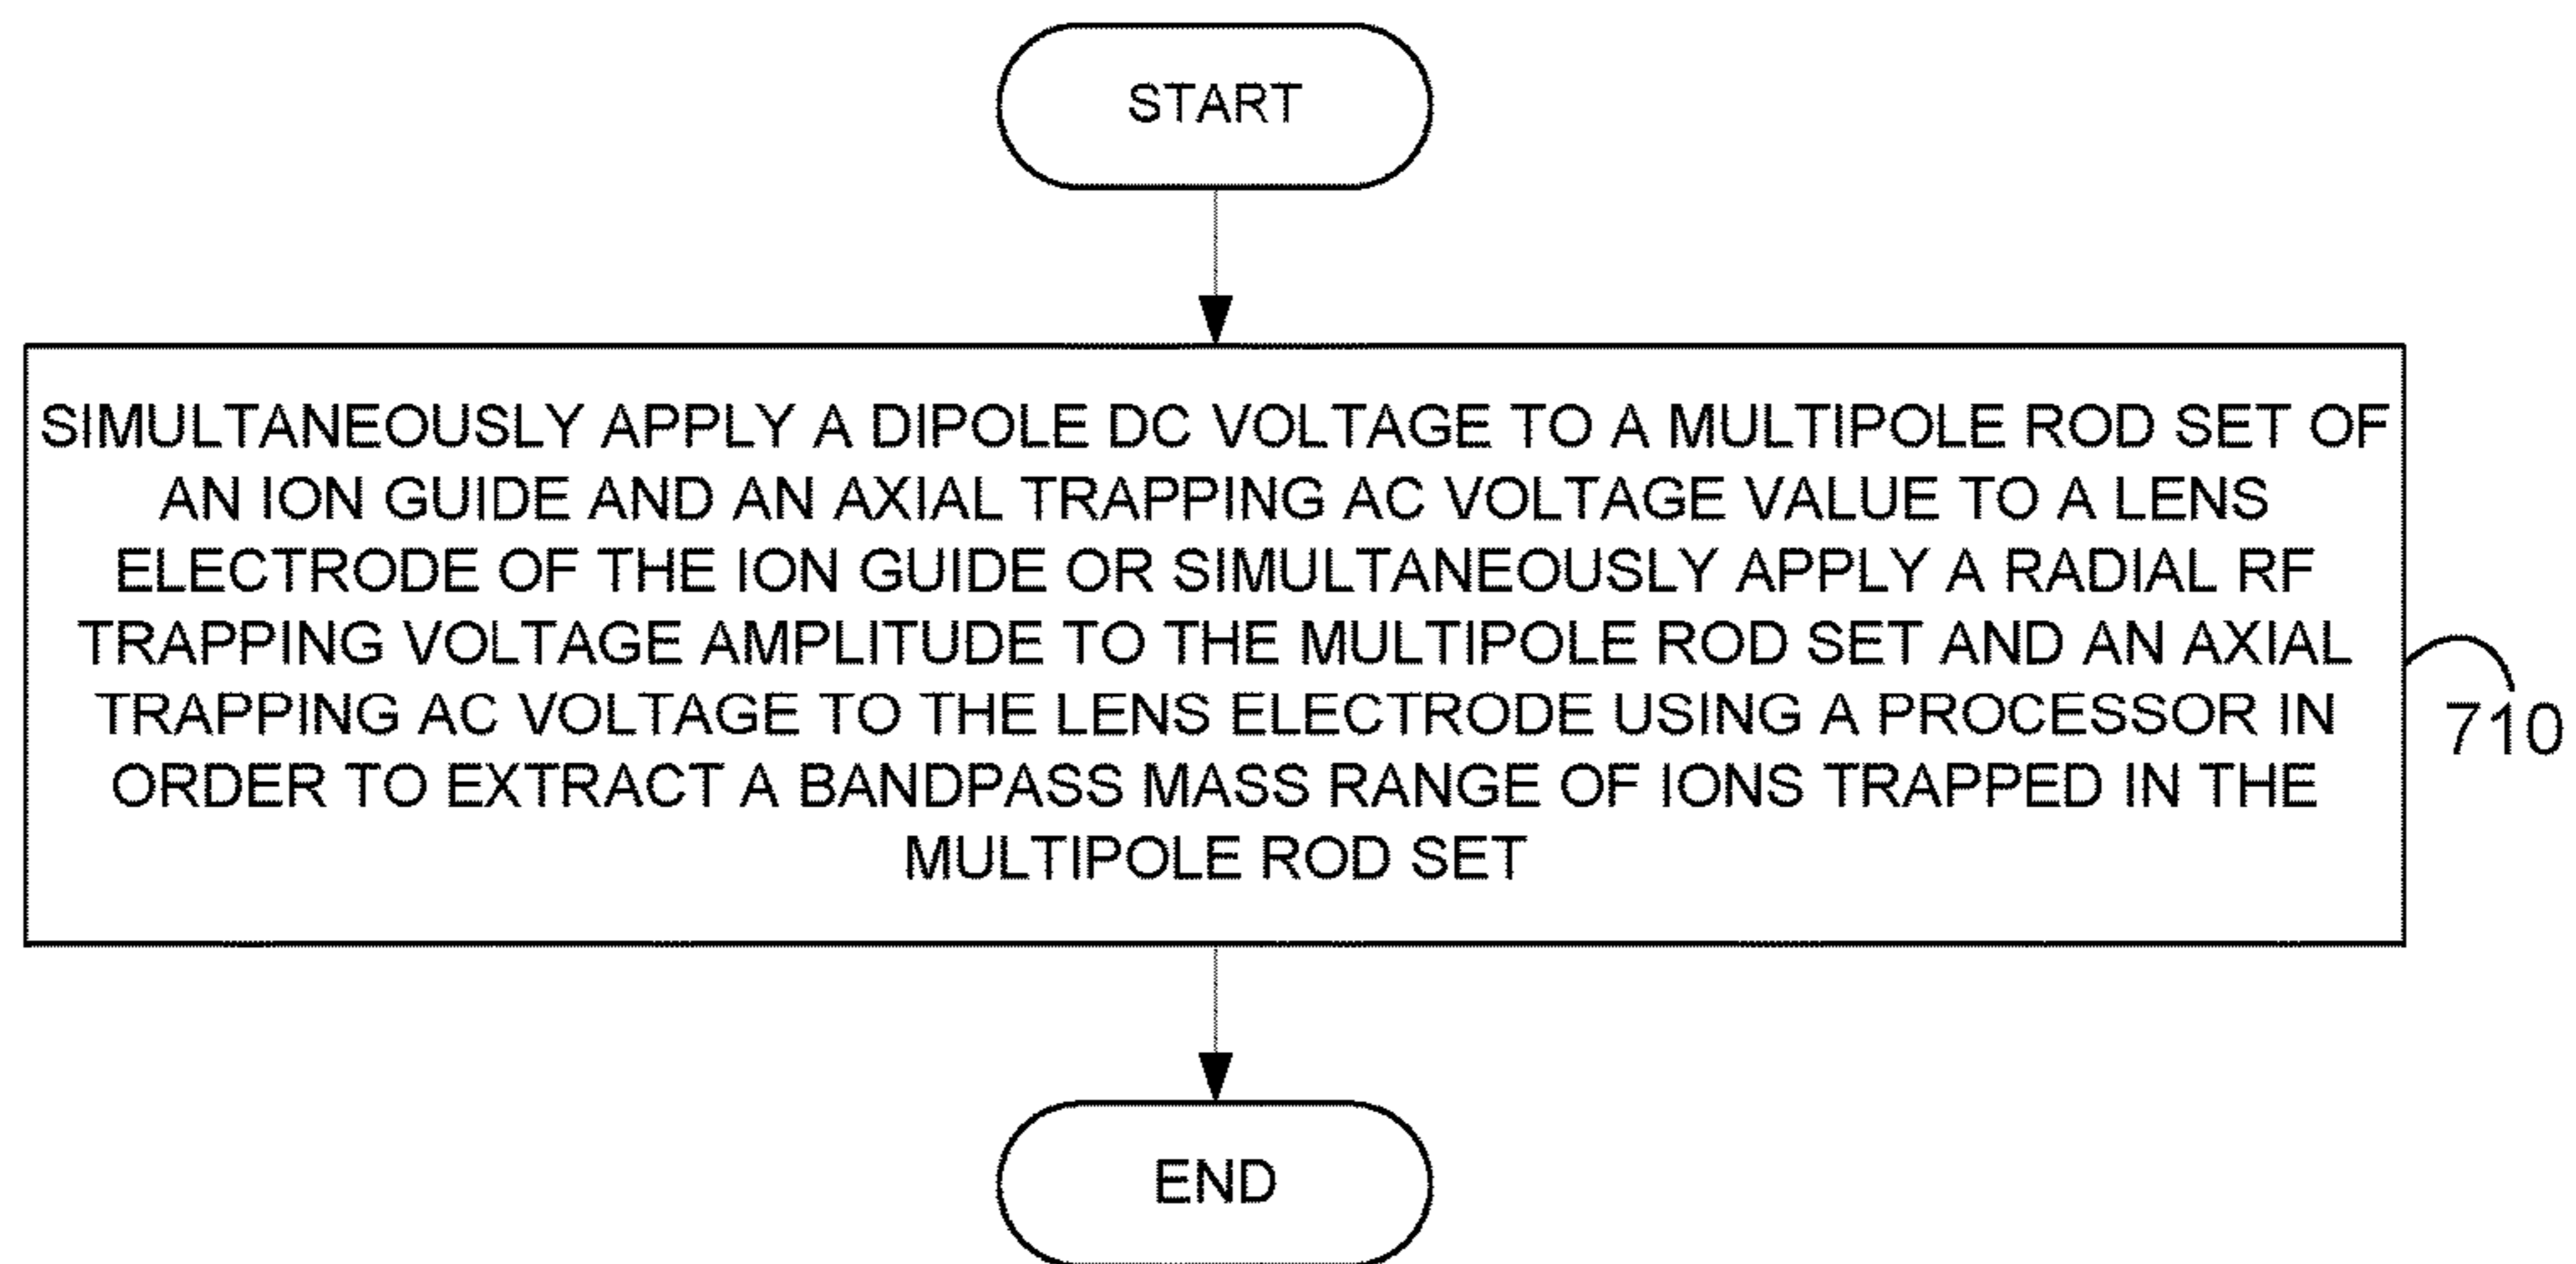 START
SIMULTANEOUSLY APPLY A DIPOLE DC VOLTAGE TO A MULTIPOLE ROD SET OF
AN ION GUIDE AND AN AXIAL TRAPPING AC VOLTAGE VALUE TO A LENS
ELECTRODE OF THE ION GUIDE OR SIMULTANEOUSLY APPLY A RADIAL RF
TRAPPING VOLTAGE AMPLITUDE TO THE MULTIPOLE ROD SET AND AN AXIAL
TRAPPING AC VOLTAGE TO THE LENS ELECTRODE USING A PROCESSOR IN
ORDER TO EXTRACT A BANDPASS MASS RANGE OF IONS TRAPPED IN THE
MULTIPOLE ROD SET
710
END